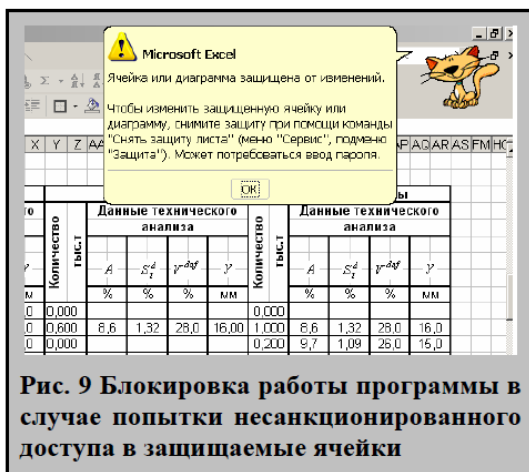 Microsoft Excel
Ячейка или диаграмма защищена от изменений.
Чтобы изменить защищенную ячейку или
диаграмму, снимите защиту при помощи команды
"Снять защиту листа" (меню "Сервис", подменю
"Защита"). Может потребоваться ввод пароля.
OK
X Y Z AA AP AQ AR AS FM HC
Данные технического анализа
Данные технического анализа
Количество тыс.т
Количество тыс.т
A S V daf y
A S V daf y
мм % % % мм % % % мм
0,000 0,000
0,600 8,6 1,32 28,0 16,00 1,000 8,6 1,32 28,0 16,0
0,000 0,200 9,7 1,09 26,0 15,0
Рис. 9 Блокировка работы программы в
случае попытки несанкционированного
доступа в защищаемые ячейки